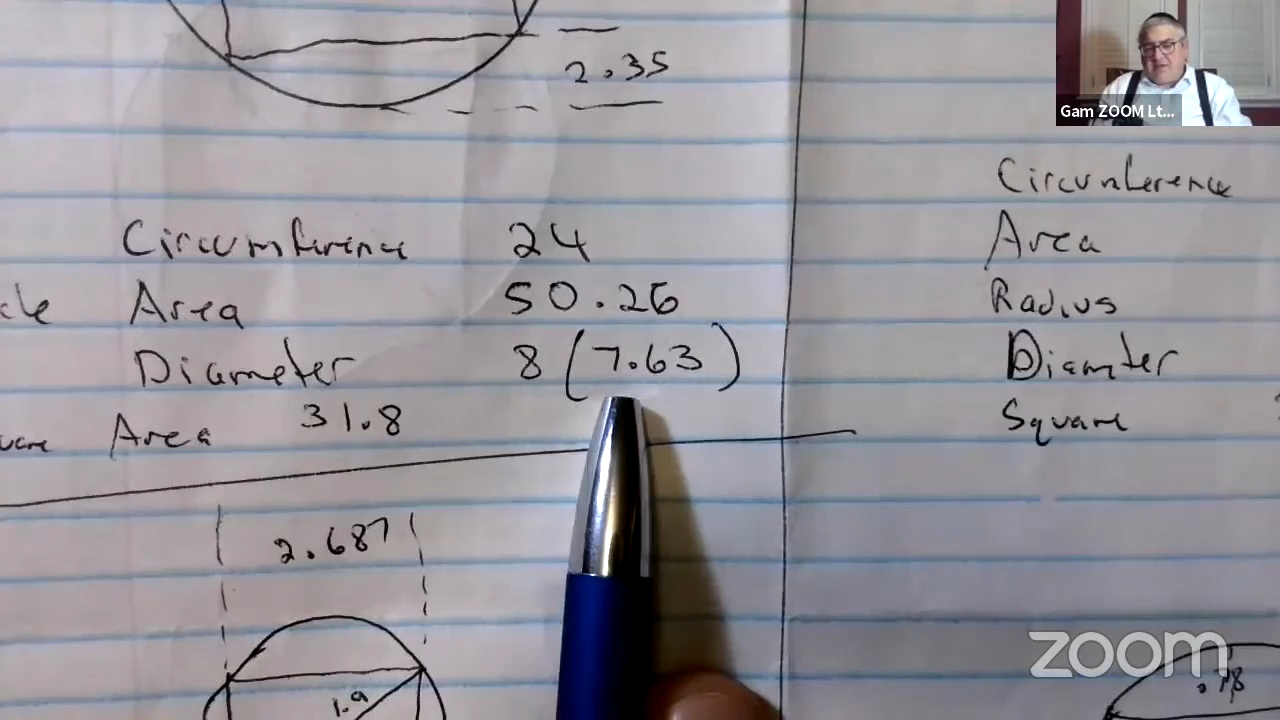 Gam ZOOM Lt...
2.35
Circumference 24
Area 50.26
Diameter 8 (7.63)
Area 31.8
2.687
1.9
Circumference
Area
Radius
Diameter
Square
.78
zoom